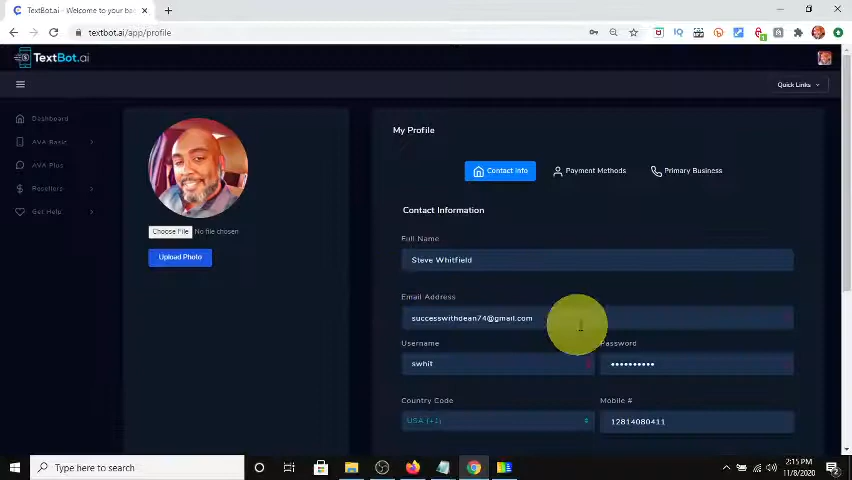 TextBot.ai - Welcome to your ba
textbot.ai/app/profile
TextBot.ai
Quick Links
Dashboard
AVA Basic
AVA Plus
Resellers
Get Help
Choose File No file chosen
Upload Photo
My Profile
Contact Info Payment Methods Primary Business
Contact Information
Full Name
Steve Whitfield
Email Address
successwithdean74@gmail.com
Username Password
swhit ••••••••••
Country Code Mobile #
USA (+1) 12814080411
Type here to search
2:15 PM
11/8/2020